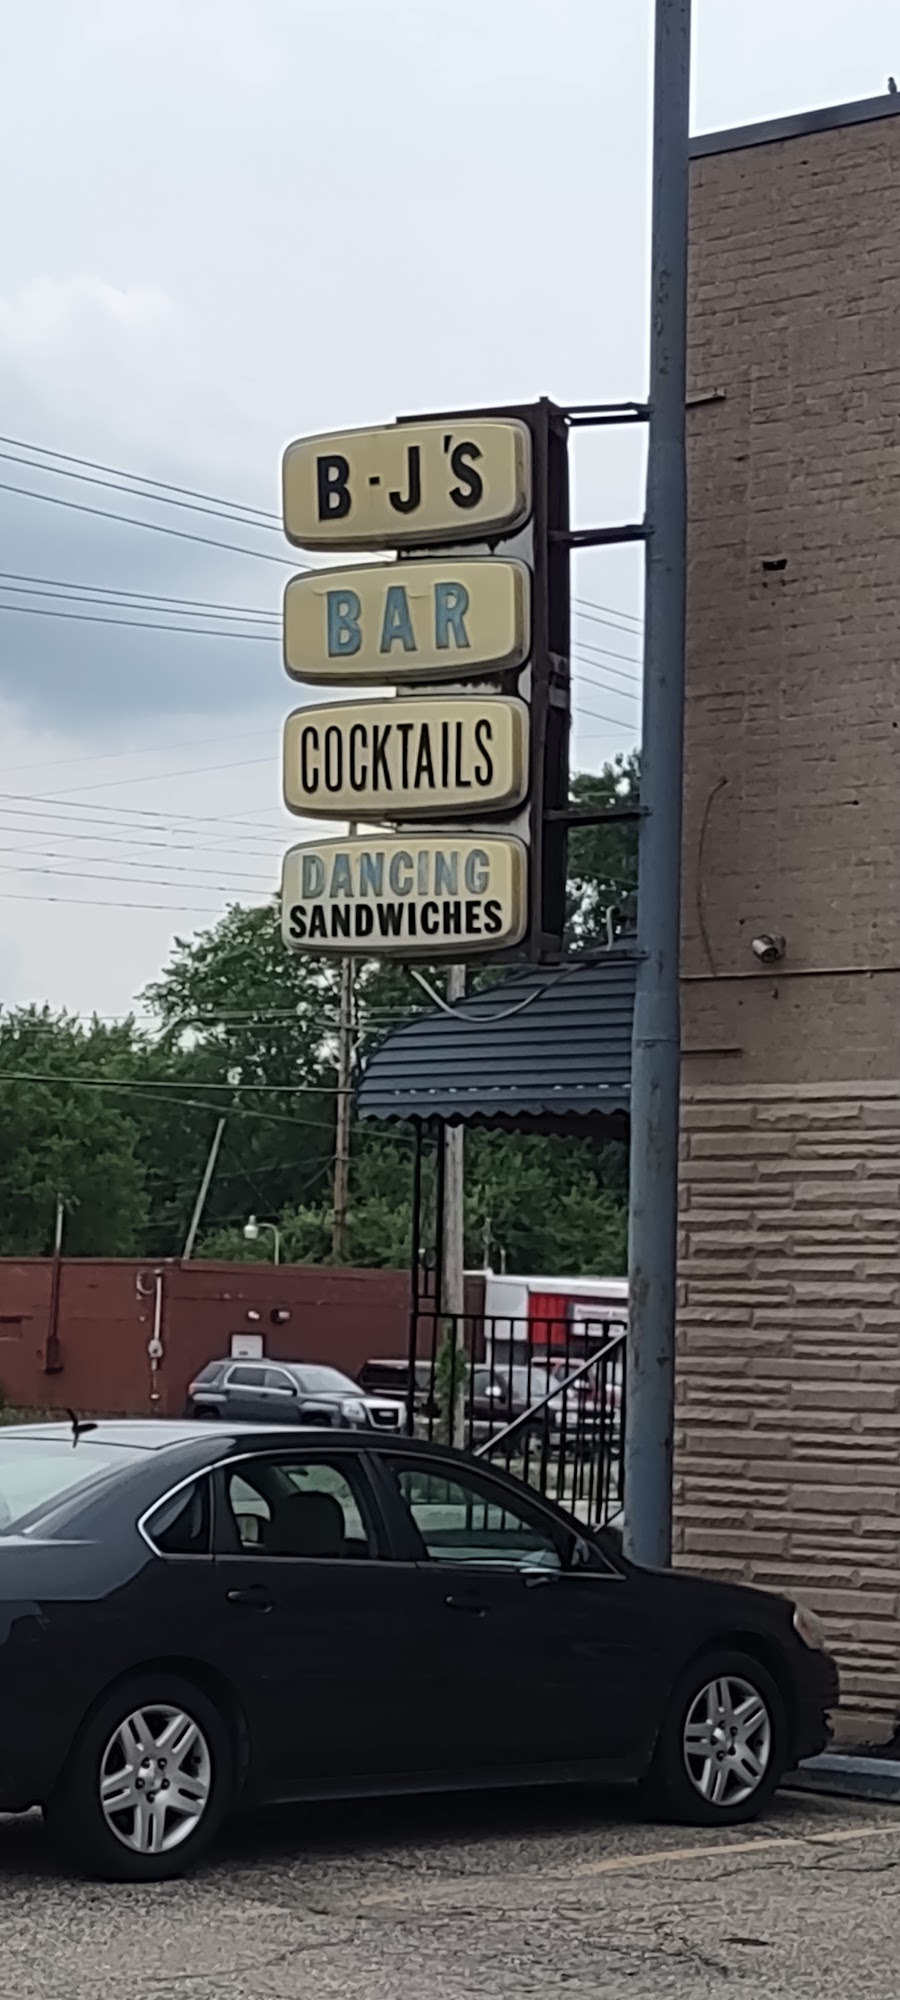 B-J'S
BAR
COCKTAILS
DANCING
SANDWICHES